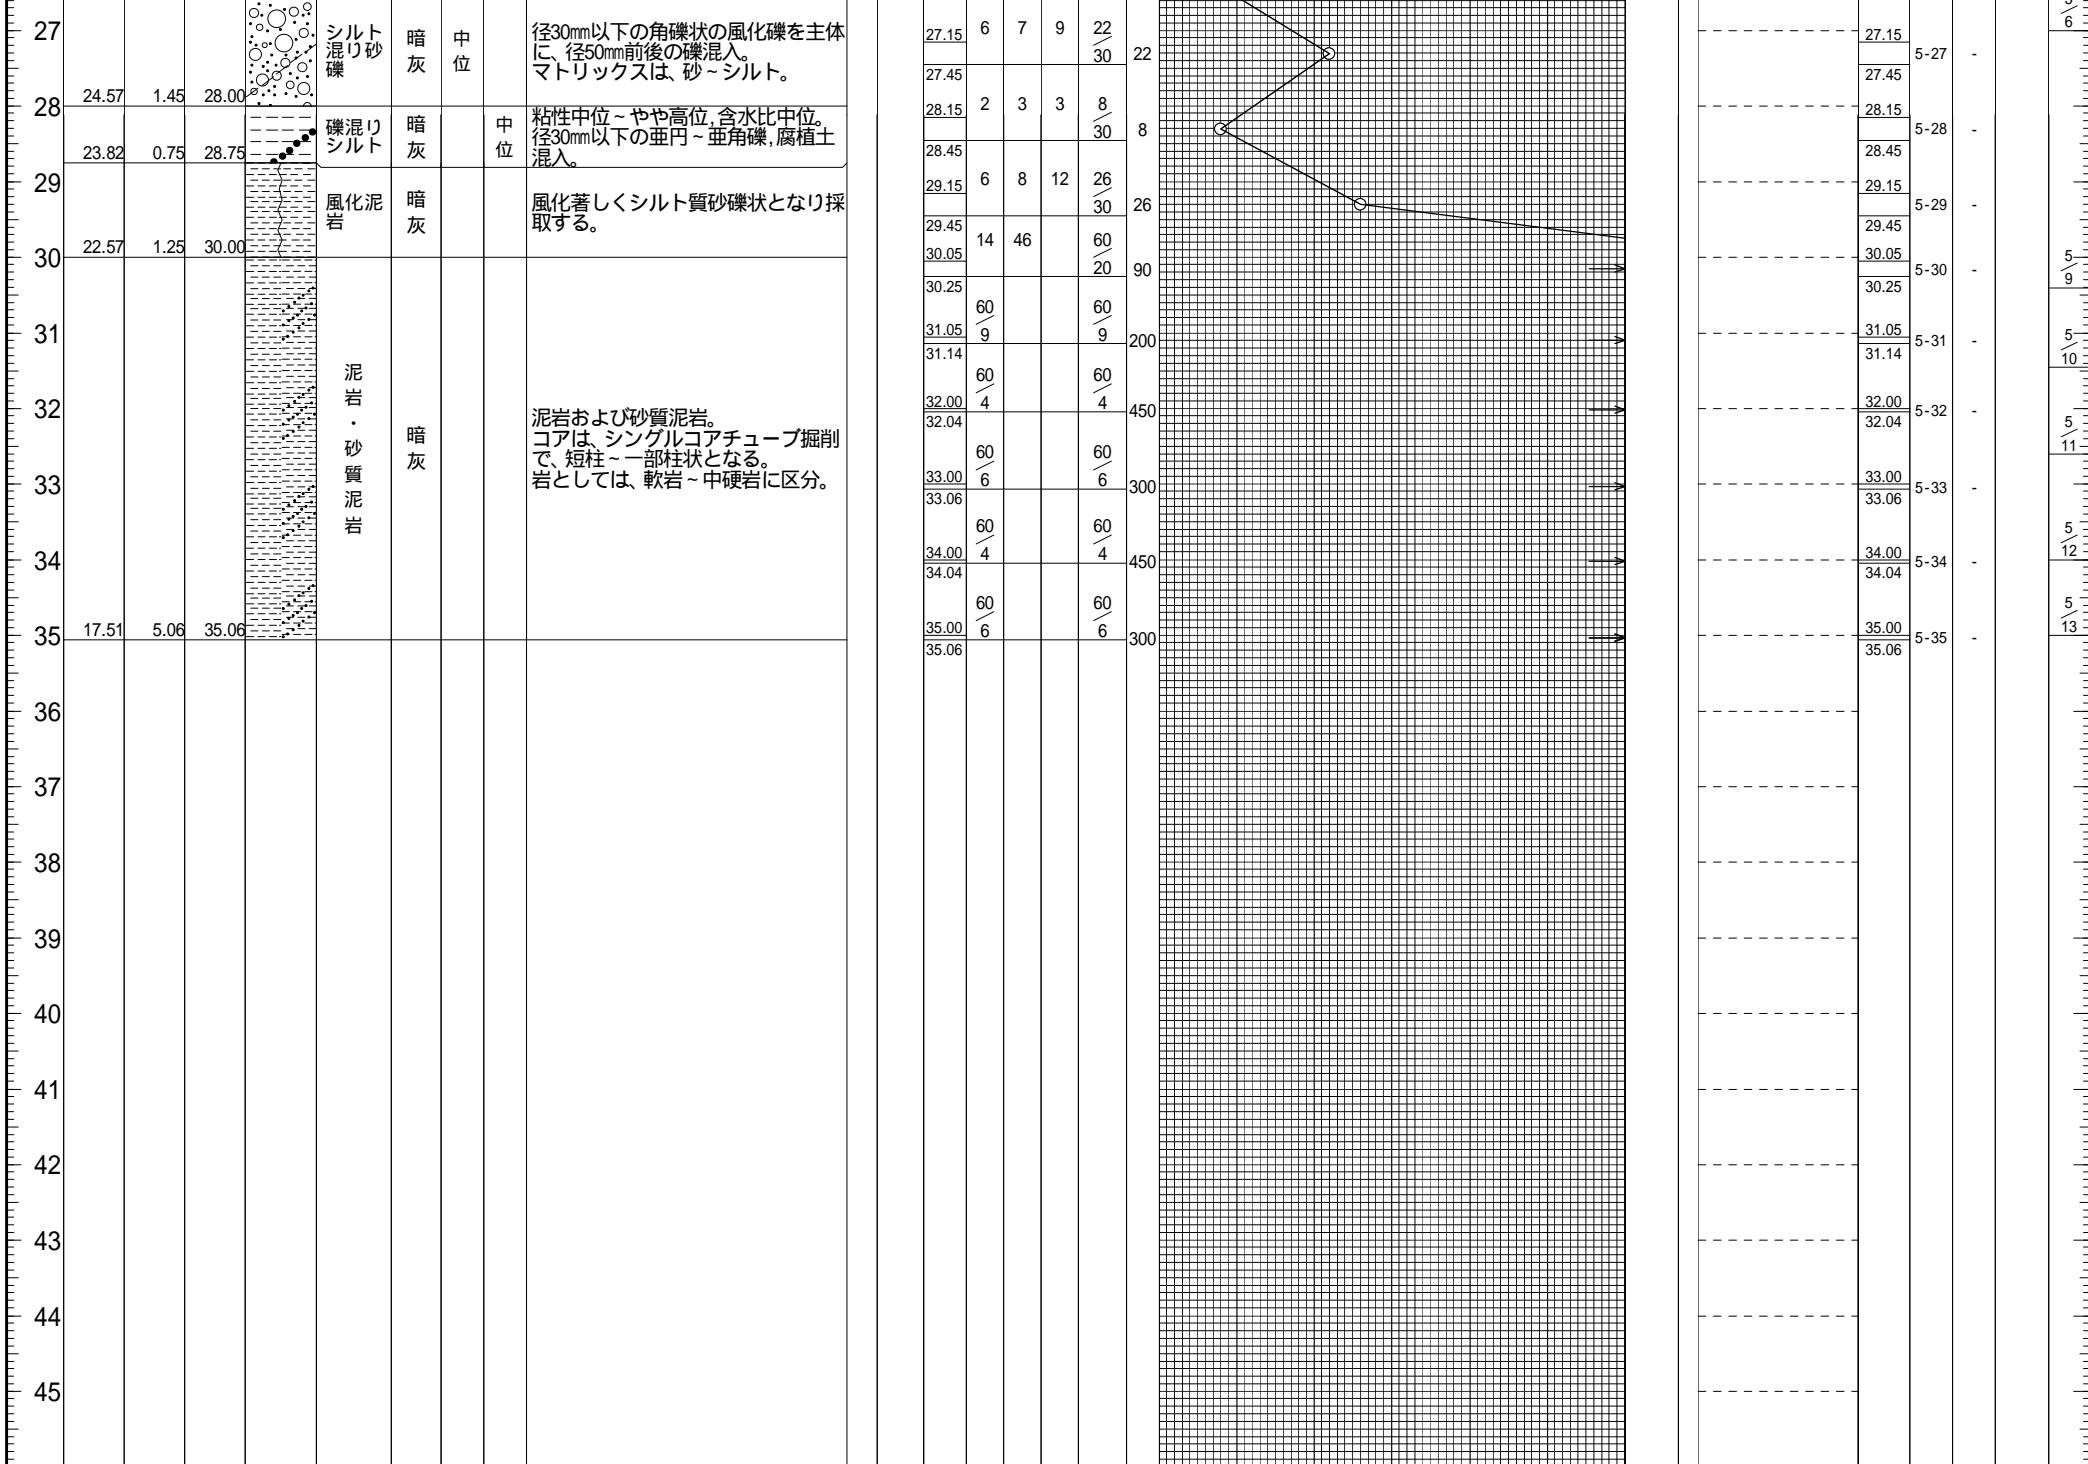 27
シルト
混り砂
礫
暗
灰
中
位
径30㎜以下の角礫状の風化礫を主体
に、径50㎜前後の礫混入。
マトリックスは、砂~シルト。
24.57 1.45 28.00
28
礫混り
シルト
暗
灰
中
位
粘性中位~やや高位,含水比中位。
径30㎜以下の亜円~亜角礫,腐植土
混入。
23.82 0.75 28.75
29
風化泥
岩
暗
灰
風化著しくシルト質砂礫状となり採
取する。
22.57 1.25 30.00
30
31
32
33
34
泥
岩
・
砂
質
泥
岩
暗
灰
泥岩および砂質泥岩。
コアは、シングルコアチューブ掘削
で、短柱~一部柱状となる。
岩としては、軟岩~中硬岩に区分。
17.51 5.06 35.06
35
36
37
38
39
40
41
42
43
44
45
27.15 6 7 9 22
30
22
27.45
28.15 2 3 3 8
30
8
28.45
29.15 6 8 12 26
30
26
29.45
30.05 14 46 60
20
90
30.25
60 60
31.05 9 9
200
31.14
60 60
32.00 4 4
450
32.04
60 60
33.00 6 6
300
33.06
60 60
34.00 4 4
450
34.04
60 60
35.00 6 6
300
35.06
27.15
5-27 -
27.45
28.15
5-28 -
28.45
29.15
5-29 -
29.45
30.05
5-30 -
30.25
31.05
5-31 -
31.14
32.00
5-32 -
32.04
33.00
5-33 -
33.06
34.00
5-34 -
34.04
35.00
5-35 -
35.06
6
5
9
5
10
5
11
5
12
5
13